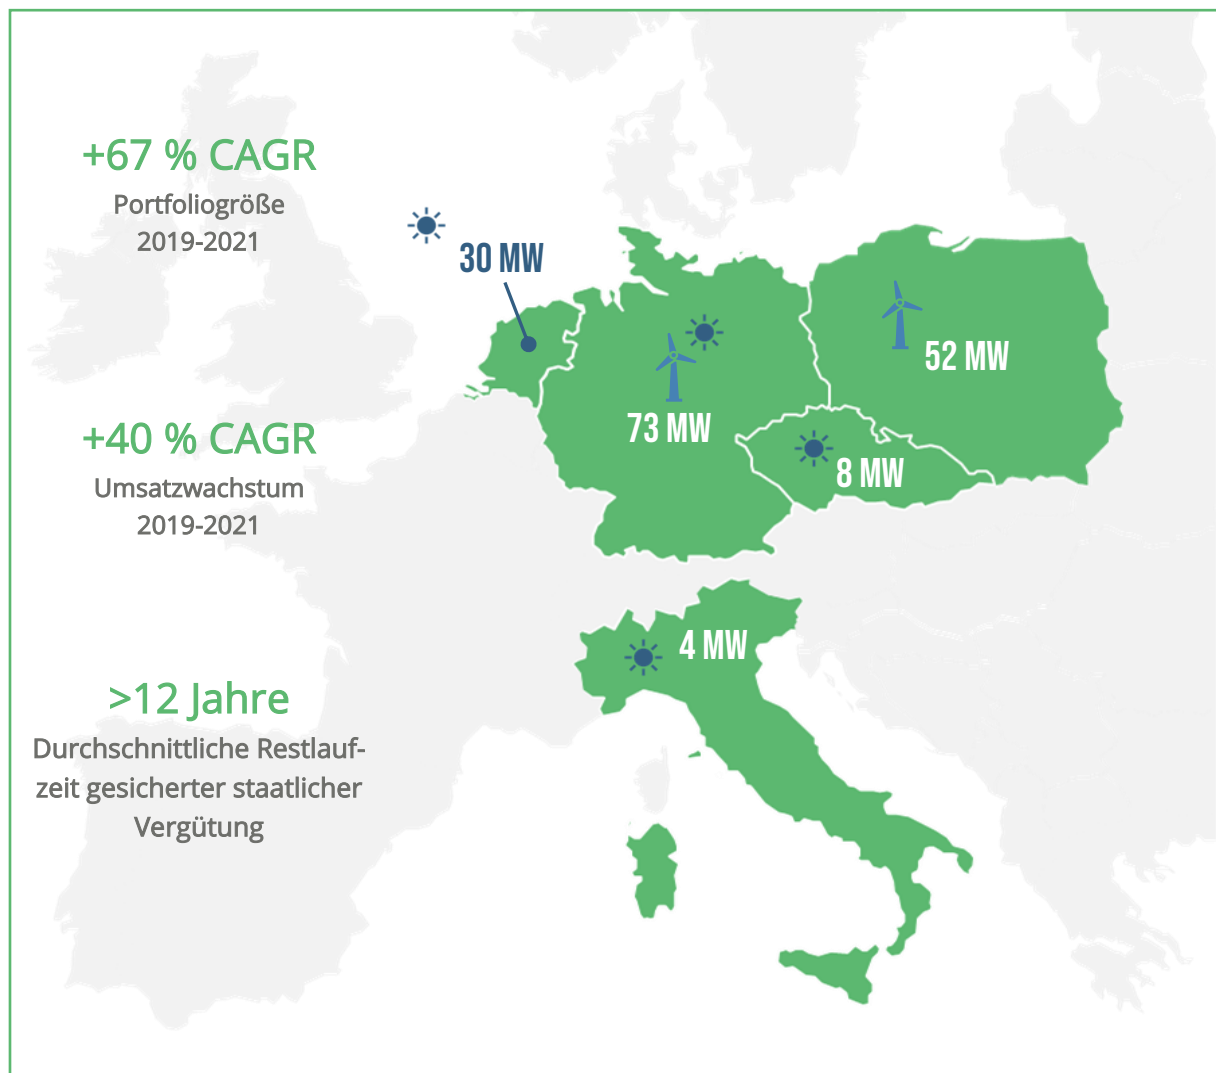 +67 % CAGR
Portfoliogröße
2019-2021
+40 % CAGR
Umsatzwachstum
2019-2021
>12 Jahre
Durchschnittliche Restlauf-
zeit gesicherter staatlicher
Vergütung
30 MW
52 MW
73 MW
8 MW
4 MW